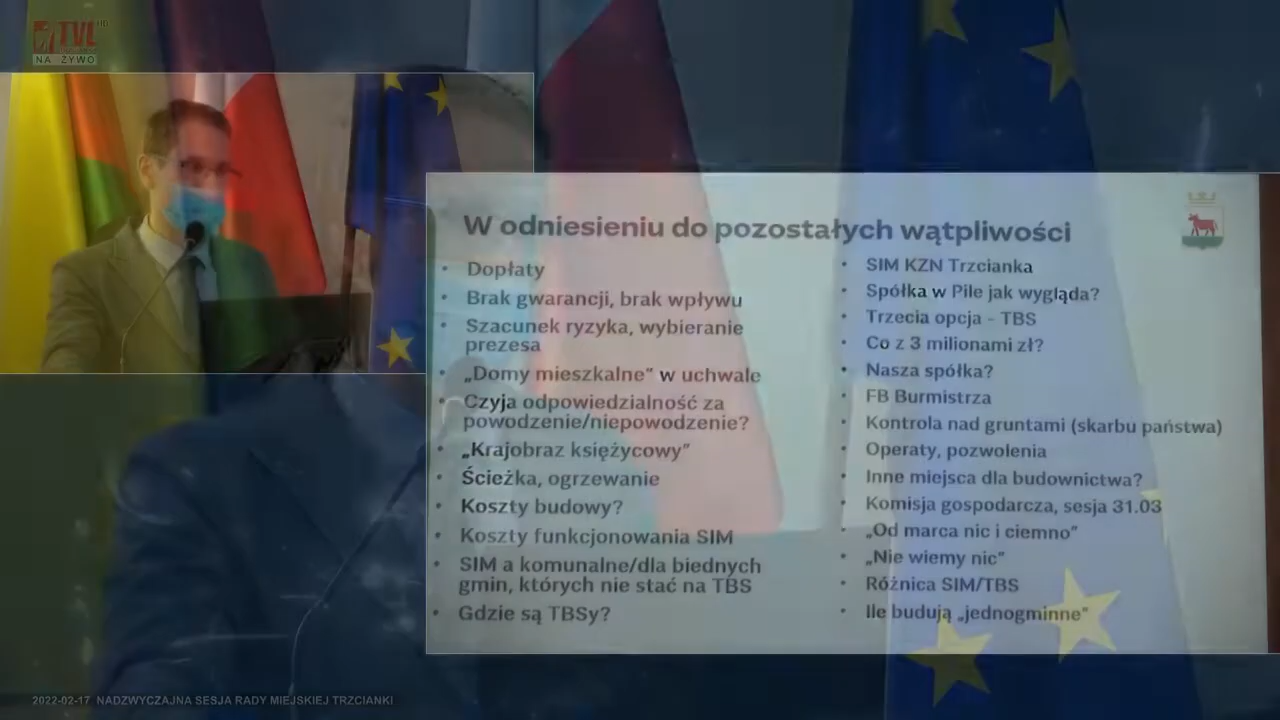 TVL HD
NA ŻYWO
W odniesieniu do pozostałych wątpliwości
• Dopłaty
• Brak gwarancji, brak wpływu
• Szacunek ryzyka, wybieranie
prezesa
• „Domy mieszkalne” w uchwale
• Czyja odpowiedzialność za
powodzenie/niepowodzenie?
• „Krajobraz księżycowy”
• Ścieżka, ogrzewanie
• Koszty budowy?
• Koszty funkcjonowania SIM
• SIM a komunalne/dla biednych
gmin, których nie stać na TBS
• Gdzie są TBSy?
• SIM KZN Trzcianka
• Spółka w Pile jak wygląda?
• Trzecia opcja - TBS
• Co z 3 milionami zł?
• Nasza spółka?
• FB Burmistrza
• Kontrola nad gruntami (skarbu państwa)
• Operaty, pozwolenia
• Inne miejsca dla budownictwa?
• Komisja gospodarcza, sesja 31.03
• „Od marca nic i ciemno”
• „Nie wiemy nic”
• Różnica SIM/TBS
• Ile budują „jednogminne”
2022-02-17 NADZWYCZAJNA SESJA RADY MIEJSKIEJ TRZCIANKI